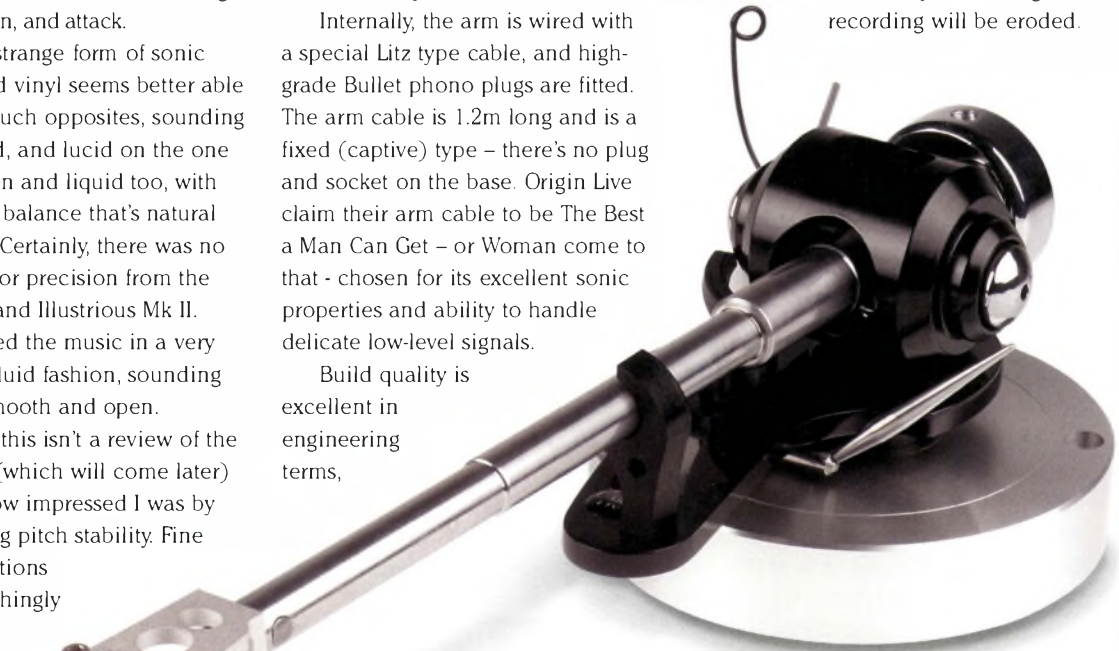 n, and attack.
strange form of sonic
d vinyl seems better able
uch opposites, sounding
d, and lucid on the one
n and liquid too, with
balance that's natural
Certainly, there was no
or precision from the
and Illustrious Mk II.
ed the music in a very
luid fashion, sounding
mooth and open.
this isn't a review of the
(which will come later)
ow impressed I was by
g pitch stability. Fine
tions
hingly
Internally, the arm is wired with
a special Litz type cable, and high-
grade Bullet phono plugs are fitted.
The arm cable is 1.2m long and is a
fixed (captive) type – there's no plug
and socket on the base. Origin Live
claim their arm cable to be The Best
a Man Can Get – or Woman come to
that - chosen for its excellent sonic
properties and ability to handle
delicate low-level signals.
Build quality is
excellent in
engineering
terms,
recording will be eroded.